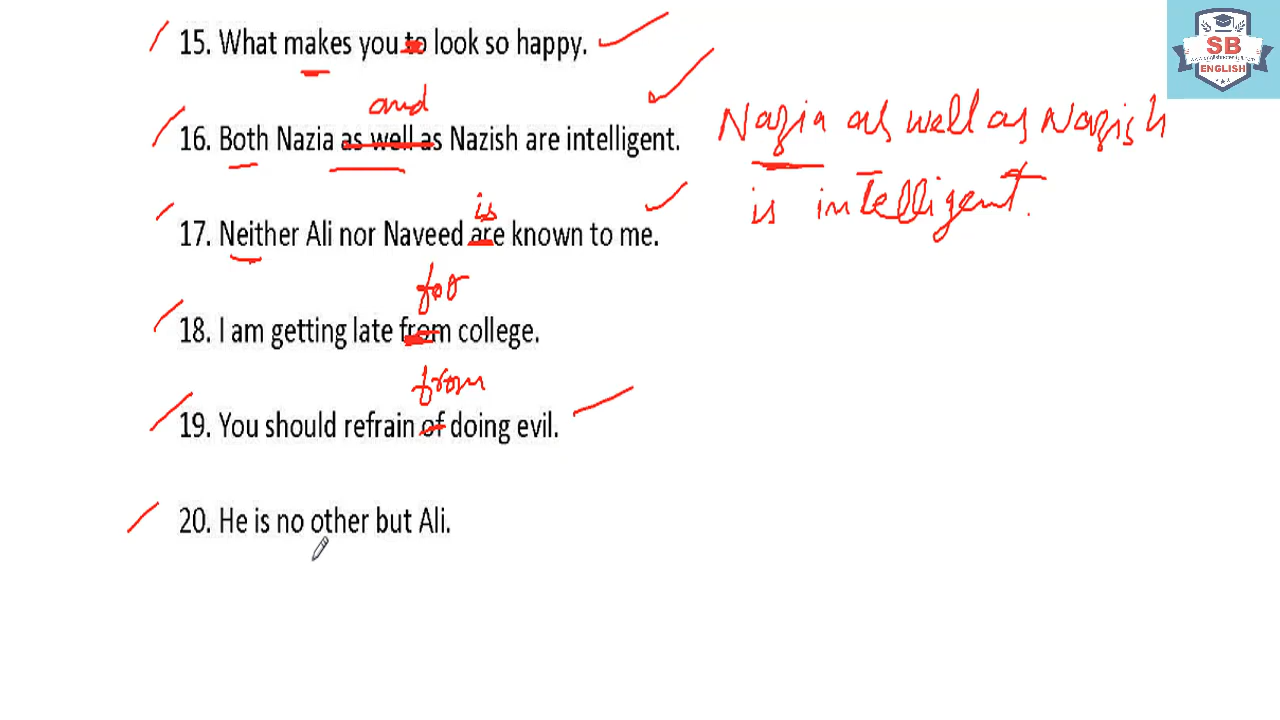 15. What makes you to look so happy.
and
16. Both Nazia as well as Nazish are intelligent.
Nazia as well as Nazish
is intelligent.
is
17. Neither Ali nor Naveed are known to me.
for
18. I am getting late from college.
from
19. You should refrain of doing evil.
20. He is no other but Ali.
SB
ENGLISH